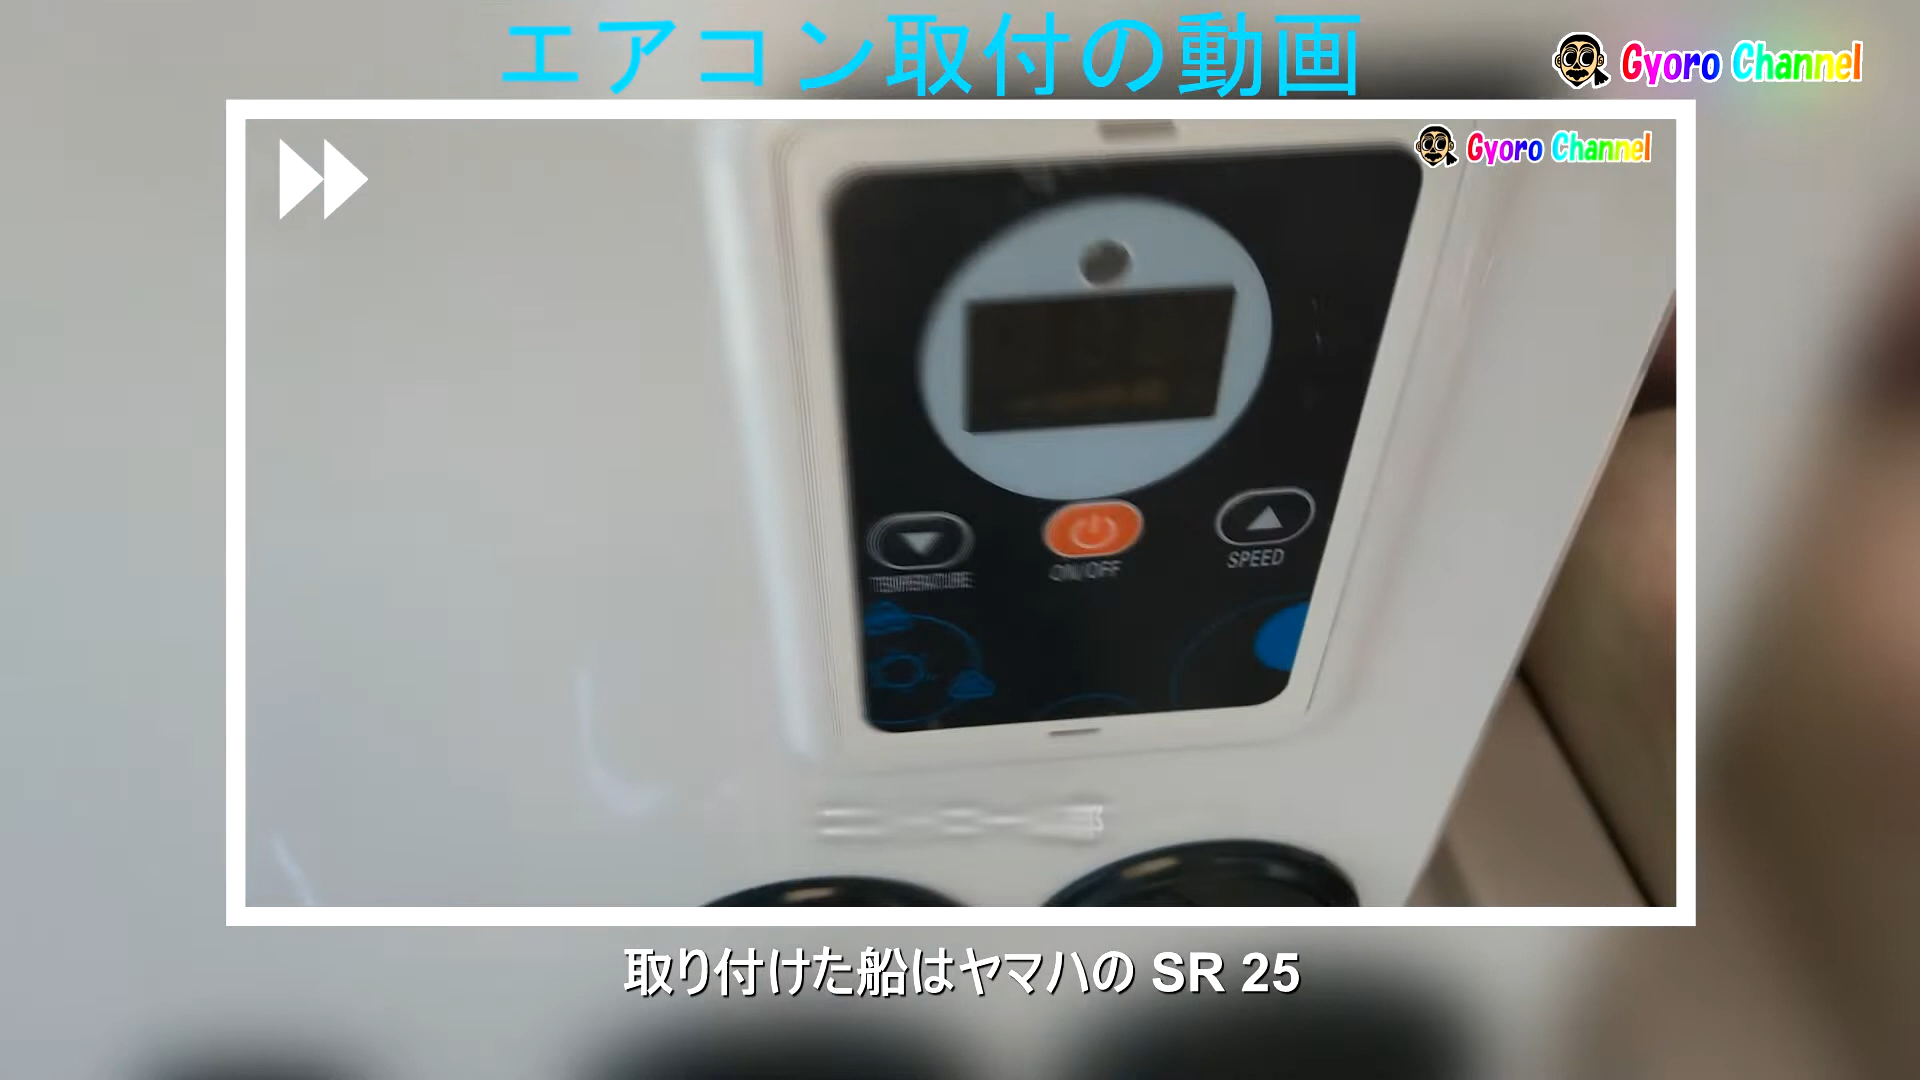 エアコン取付の動画
Gyoro Channel
Gyoro Channel
TEMPERATURE
ON/OFF
SPEED
取り付けた船はヤマハの SR 25